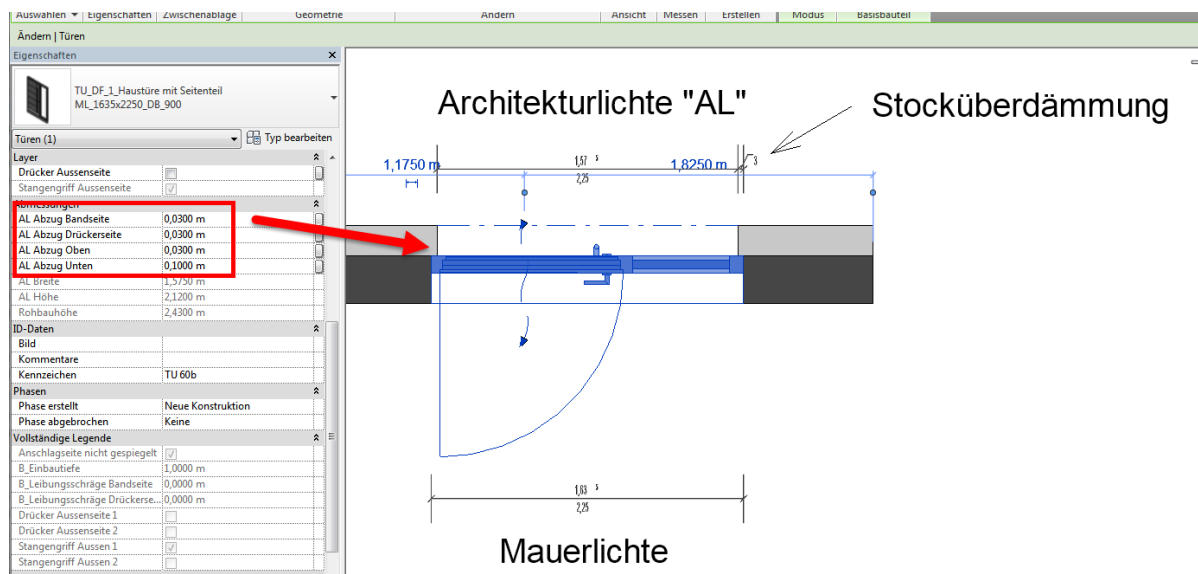 Auswählen Eigenschaften Zwischenablage Geometrie Ändern Ansicht Messen Erstellen Modus Basisbauteil
Ändern | Türen
Eigenschaften
TU_DF_1_Haustüre mit Seitenteil
ML_1635x2250_DB_900
Türen (1) Typ bearbeiten
Layer
Drücker Aussenseite
Stangengriff Aussenseite
Abmessungen
AL Abzug Bandseite 0,0300 m
AL Abzug Drückerseite 0,0300 m
AL Abzug Oben 0,0300 m
AL Abzug Unten 0,1000 m
AL Breite 1,5750 m
AL Höhe 2,1200 m
Rohbauhöhe 2,4300 m
ID-Daten
Bild
Kommentare
Kennzeichen TU 60b
Phasen
Phase erstellt Neue Konstruktion
Phase abgebrochen Keine
Vollständige Legende
Anschlagseite nicht gespiegelt
B_Einbautiefe 1,0000 m
B_Leibungsschräge Bandseite 0,0000 m
B_Leibungsschräge Drückerse... 0,0000 m
Drücker Aussenseite 1
Drücker Aussenseite 2
Stangengriff Aussen 1
Stangengriff Aussen 2
Architekturlichte "AL"
Stocküberdämmung
1,1750 m
1,57 5
1,8250 m
3
2,25
1,63 5
2,25
Mauerlichte